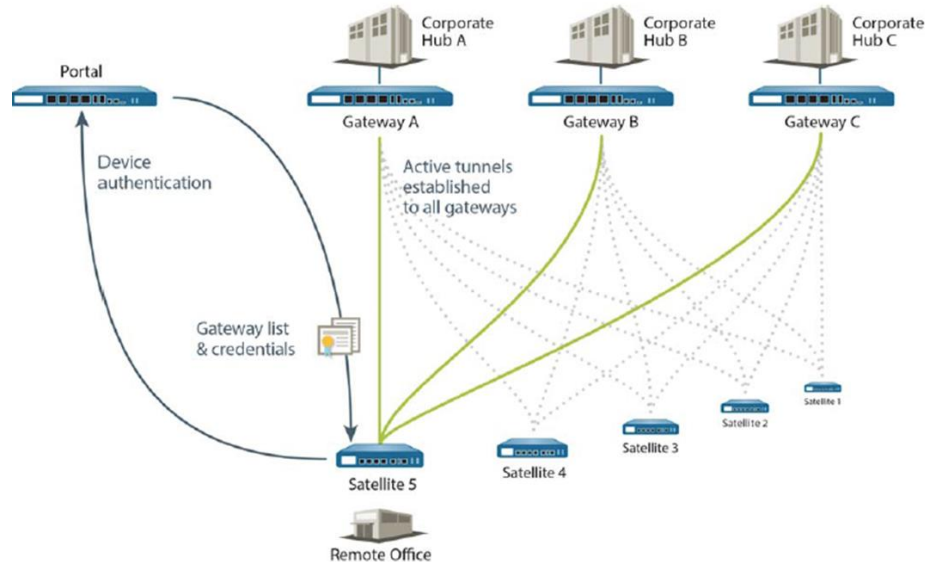 Corporate
Hub A
Corporate
Hub B
Corporate
Hub C
Portal
Gateway A
Gateway B
Gateway C
Device
authentication
Active tunnels
established
to all gateways
Gateway list
& credentials
Satellite 1
Satellite 2
Satellite 3
Satellite 4
Satellite 5
Remote Office